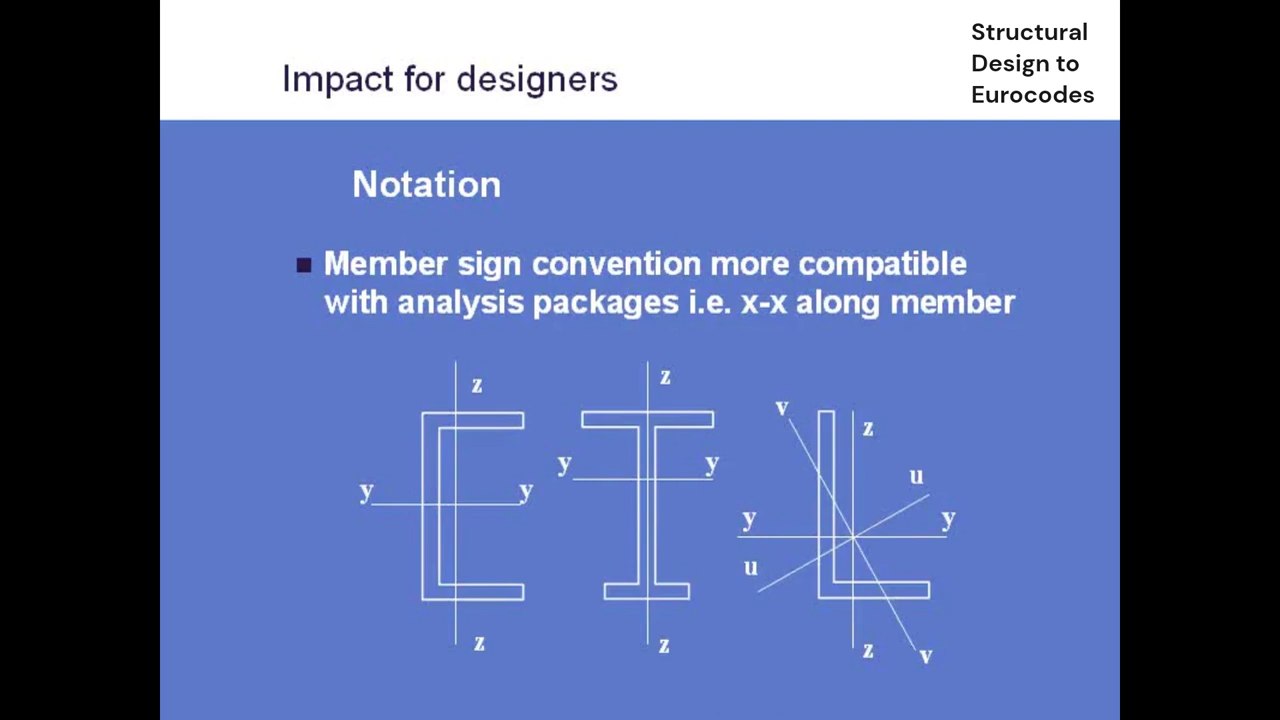 Structural
Design to
Eurocodes
Impact for designers
Notation
Member sign convention more compatible
with analysis packages i.e. x-x along member
z
z
v
z
y
y
u
y
y
y
y
u
z
z
z
v